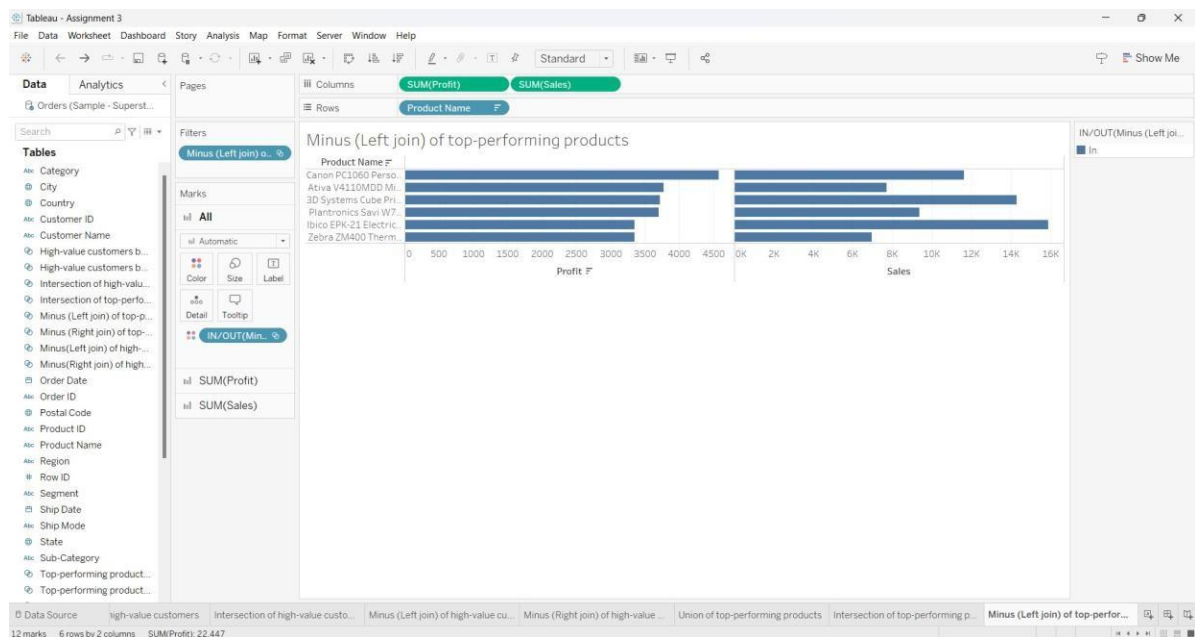 Tableau - Assignment 3
File Data Worksheet Dashboard Story Analysis Map Format Server Window Help
Standard
Show Me
Data Analytics
Orders (Sample - Superst...
Search
Tables
Abc Category
City
Country
Abc Customer ID
Abc Customer Name
High-value customers b...
High-value customers b...
Intersection of high-valu...
Intersection of top-perfo...
Minus (Left join) of top-p...
Minus (Right join) of top-...
Minus(Left join) of high-...
Minus(Right join) of high...
Order Date
Abc Order ID
Postal Code
Abc Product ID
Abc Product Name
Abc Region
# Row ID
Abc Segment
Ship Date
Abc Ship Mode
State
Abc Sub-Category
Top-performing product...
Top-performing product...
Pages
Filters
Minus (Left join) o..
Marks
All
Automatic
Color Size Label
Detail Tooltip
IN/OUT(Min..
SUM(Profit)
SUM(Sales)
Columns SUM(Profit) SUM(Sales)
Rows Product Name
Minus (Left join) of top-performing products
Product Name
Canon PC1060 Perso..
Ativa V4110MDD Mi..
3D Systems Cube Pri..
Plantronics Savi W7..
Ibico EPK-21 Electric..
Zebra ZM400 Therm..
0 500 1000 1500 2000 2500 3000 3500 4000 4500 0K 2K 4K 6K 8K 10K 12K 14K 16K
Profit Sales
IN/OUT(Minus (Left joi...
In
Data Source high-value customers Intersection of high-value custo... Minus (Left join) of high-value cu... Minus (Right join) of high-value ... Union of top-performing products Intersection of top-performing p... Minus (Left join) of top-perfor...
12 marks 6 rows by 2 columns SUM(Profit): 22,447